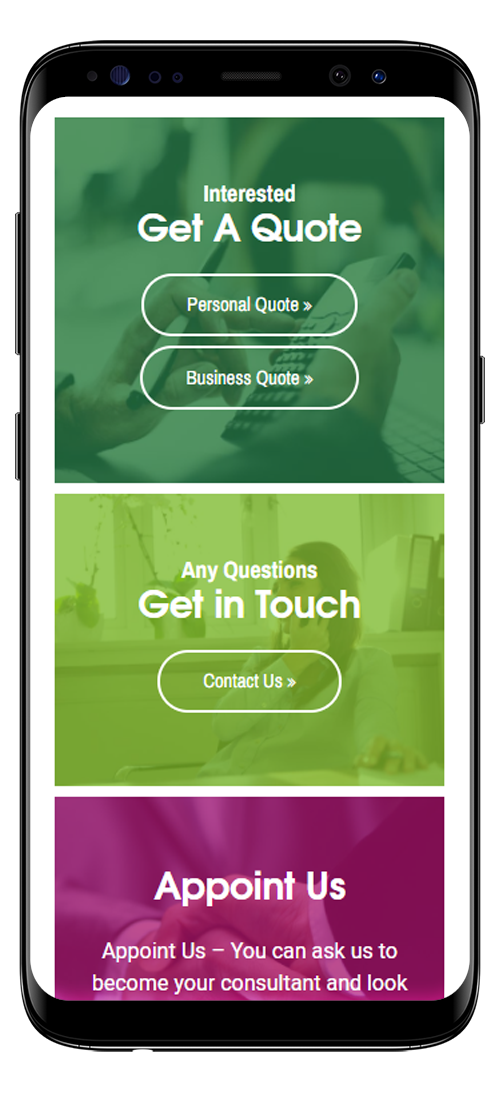 Interested
Get A Quote
Personal Quote »
Business Quote »
Any Questions
Get in Touch
Contact Us »
Appoint Us
Appoint Us – You can ask us to
become your consultant and look